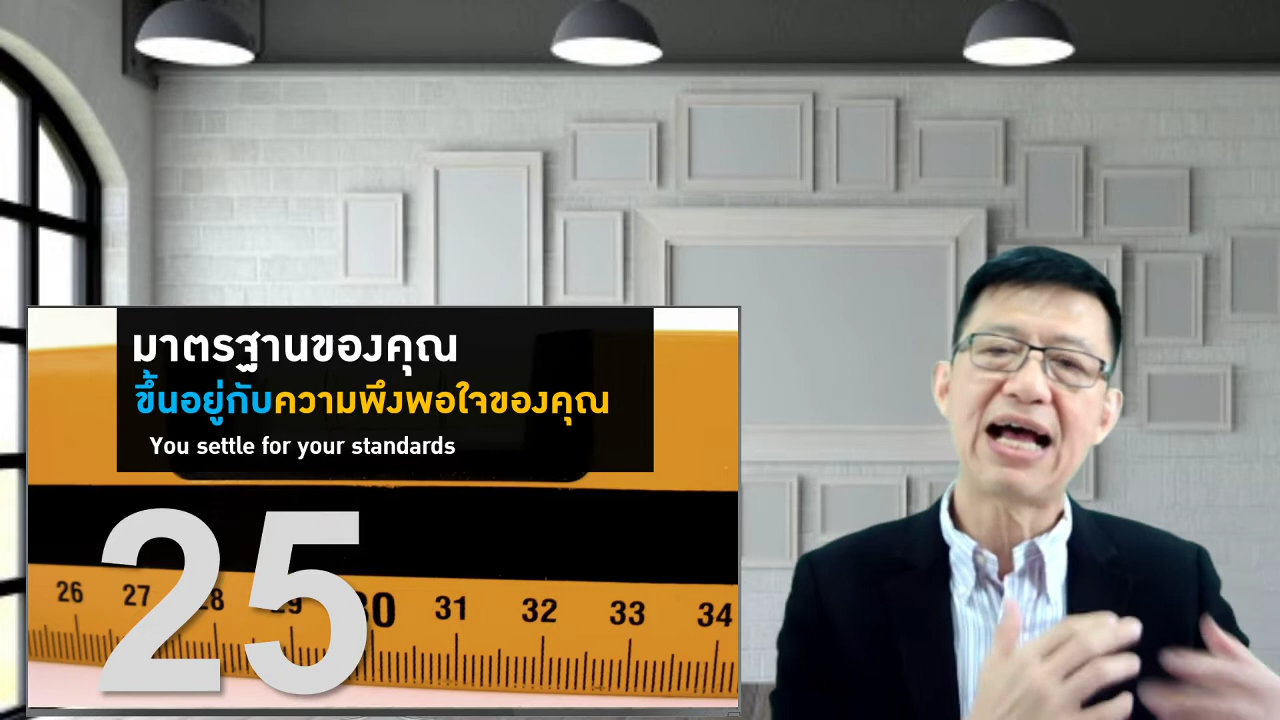 มาตรฐานของคุณ
ขึ้นอยู่กับความพึงพอใจของคุณ
You settle for your standards
25
26 27 28 29 30 31 32 33 34